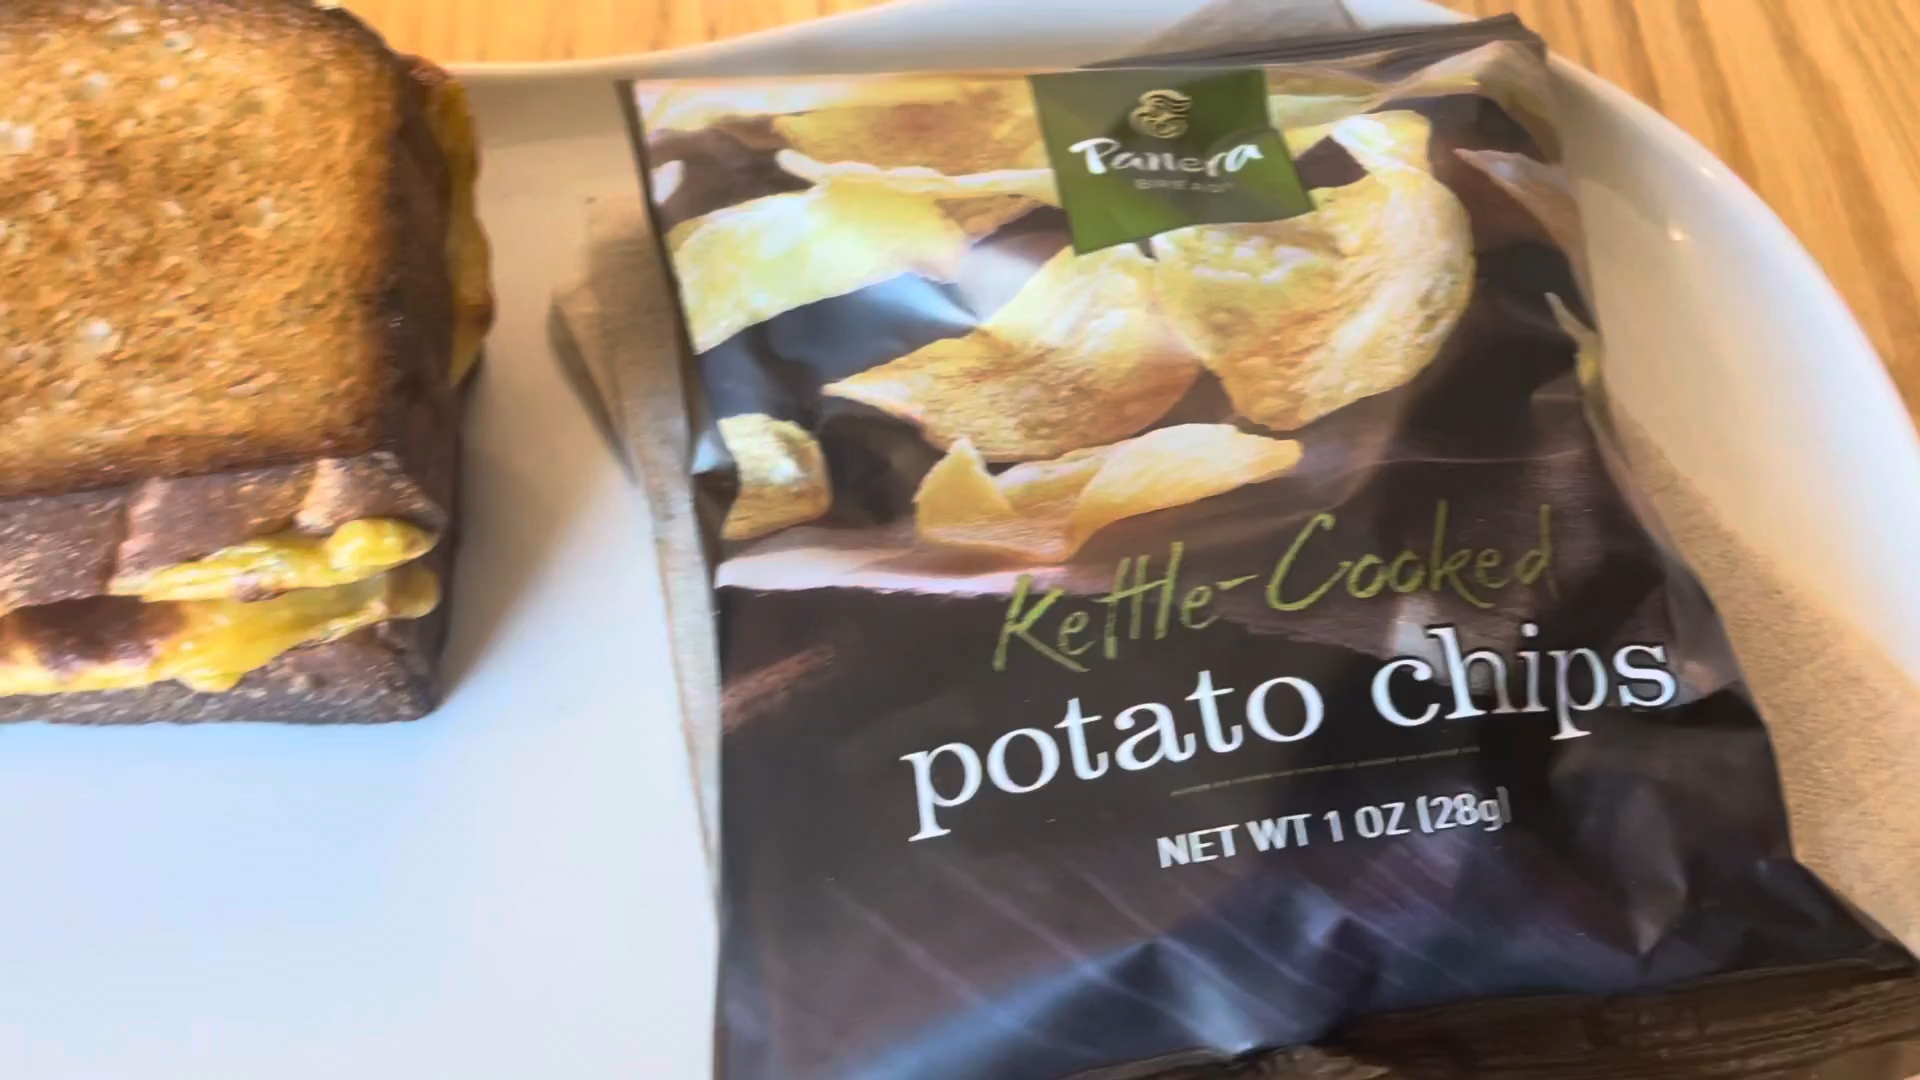 Panera
BREAD®
Kettle-Cooked
potato chips
NET WT 1 OZ (28g)